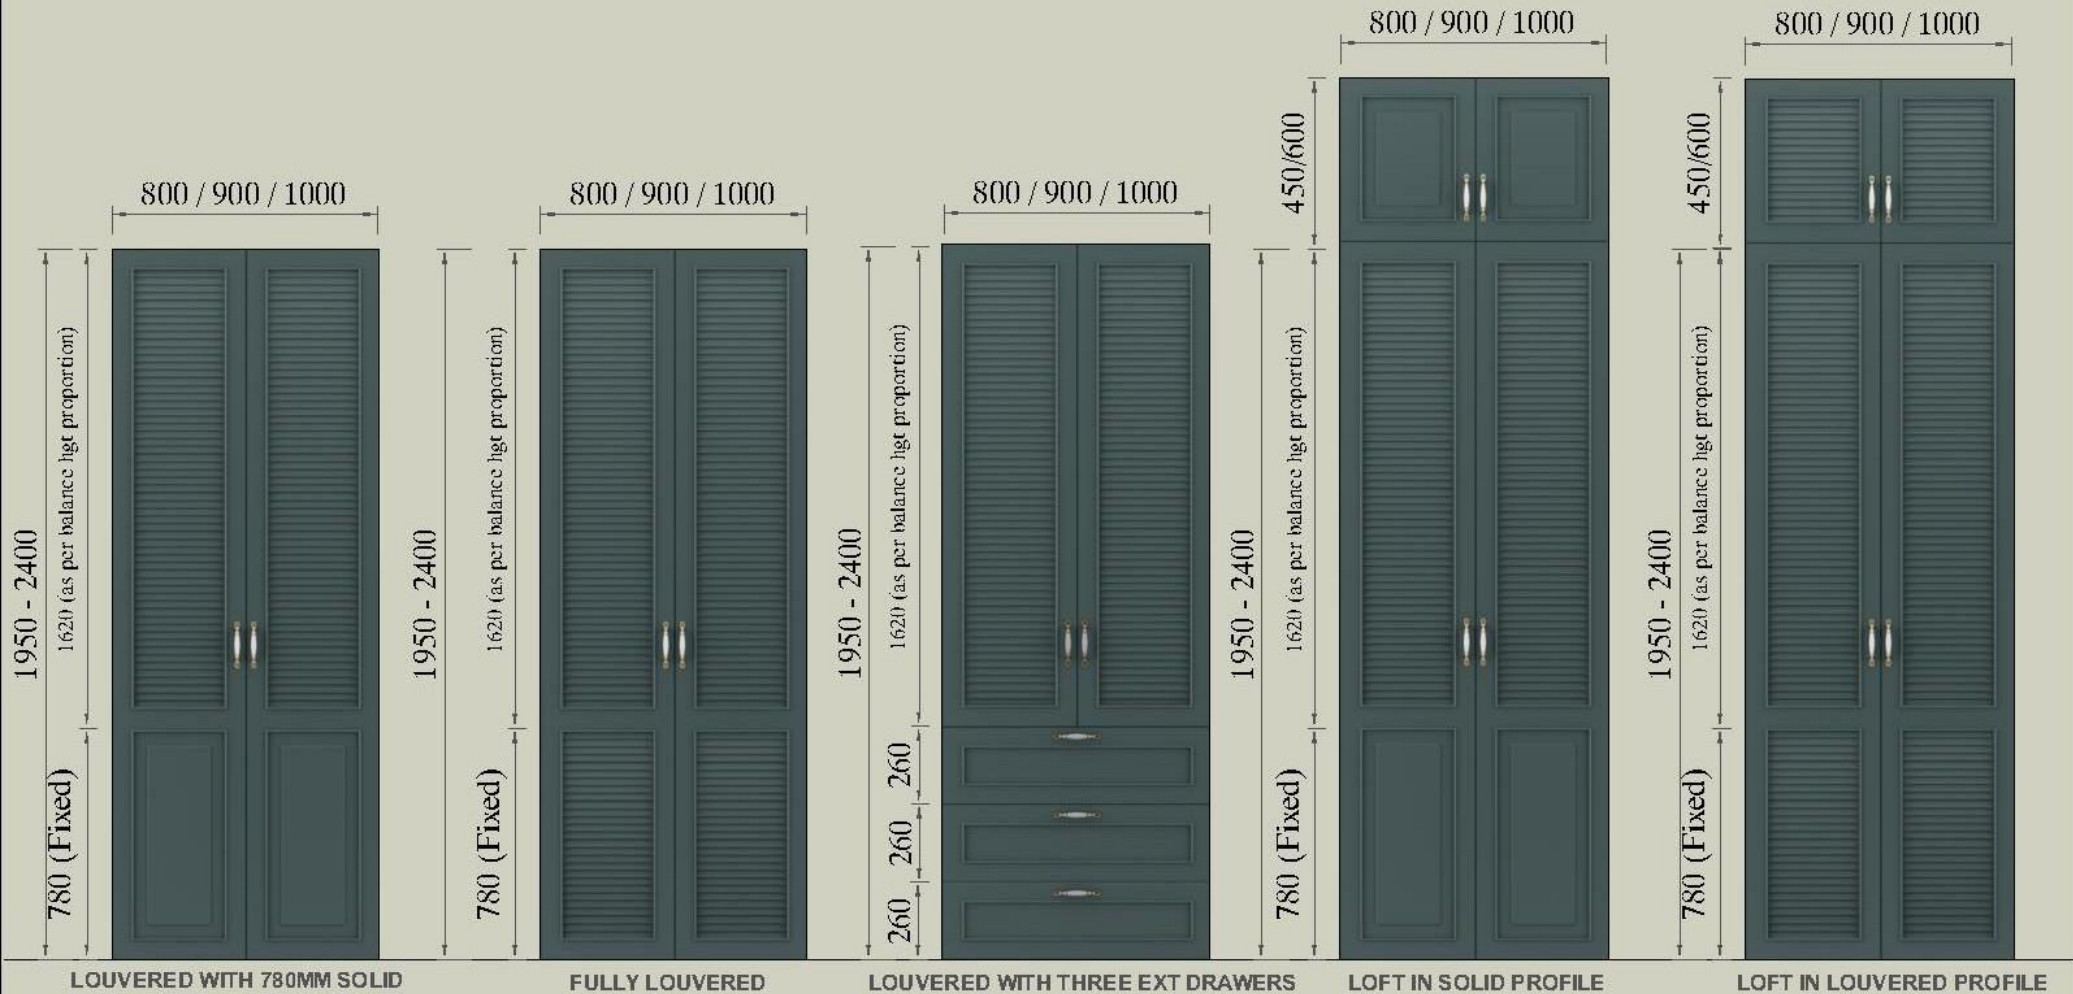 800 / 900 / 1000
1950 - 2400
1620 (as per balance hgt proportion)
780 (Fixed)
LOUVERED WITH 780MM SOLID
800 / 900 / 1000
1950 - 2400
1620 (as per balance hgt proportion)
780 (Fixed)
FULLY LOUVERED
800 / 900 / 1000
1950 - 2400
1620 (as per balance hgt proportion)
260
260
260
LOUVERED WITH THREE EXT DRAWERS
800 / 900 / 1000
450/600
1950 - 2400
1620 (as per balance hgt proportion)
780 (Fixed)
LOFT IN SOLID PROFILE
800 / 900 / 1000
450/600
1950 - 2400
1620 (as per balance hgt proportion)
780 (Fixed)
LOFT IN LOUVERED PROFILE